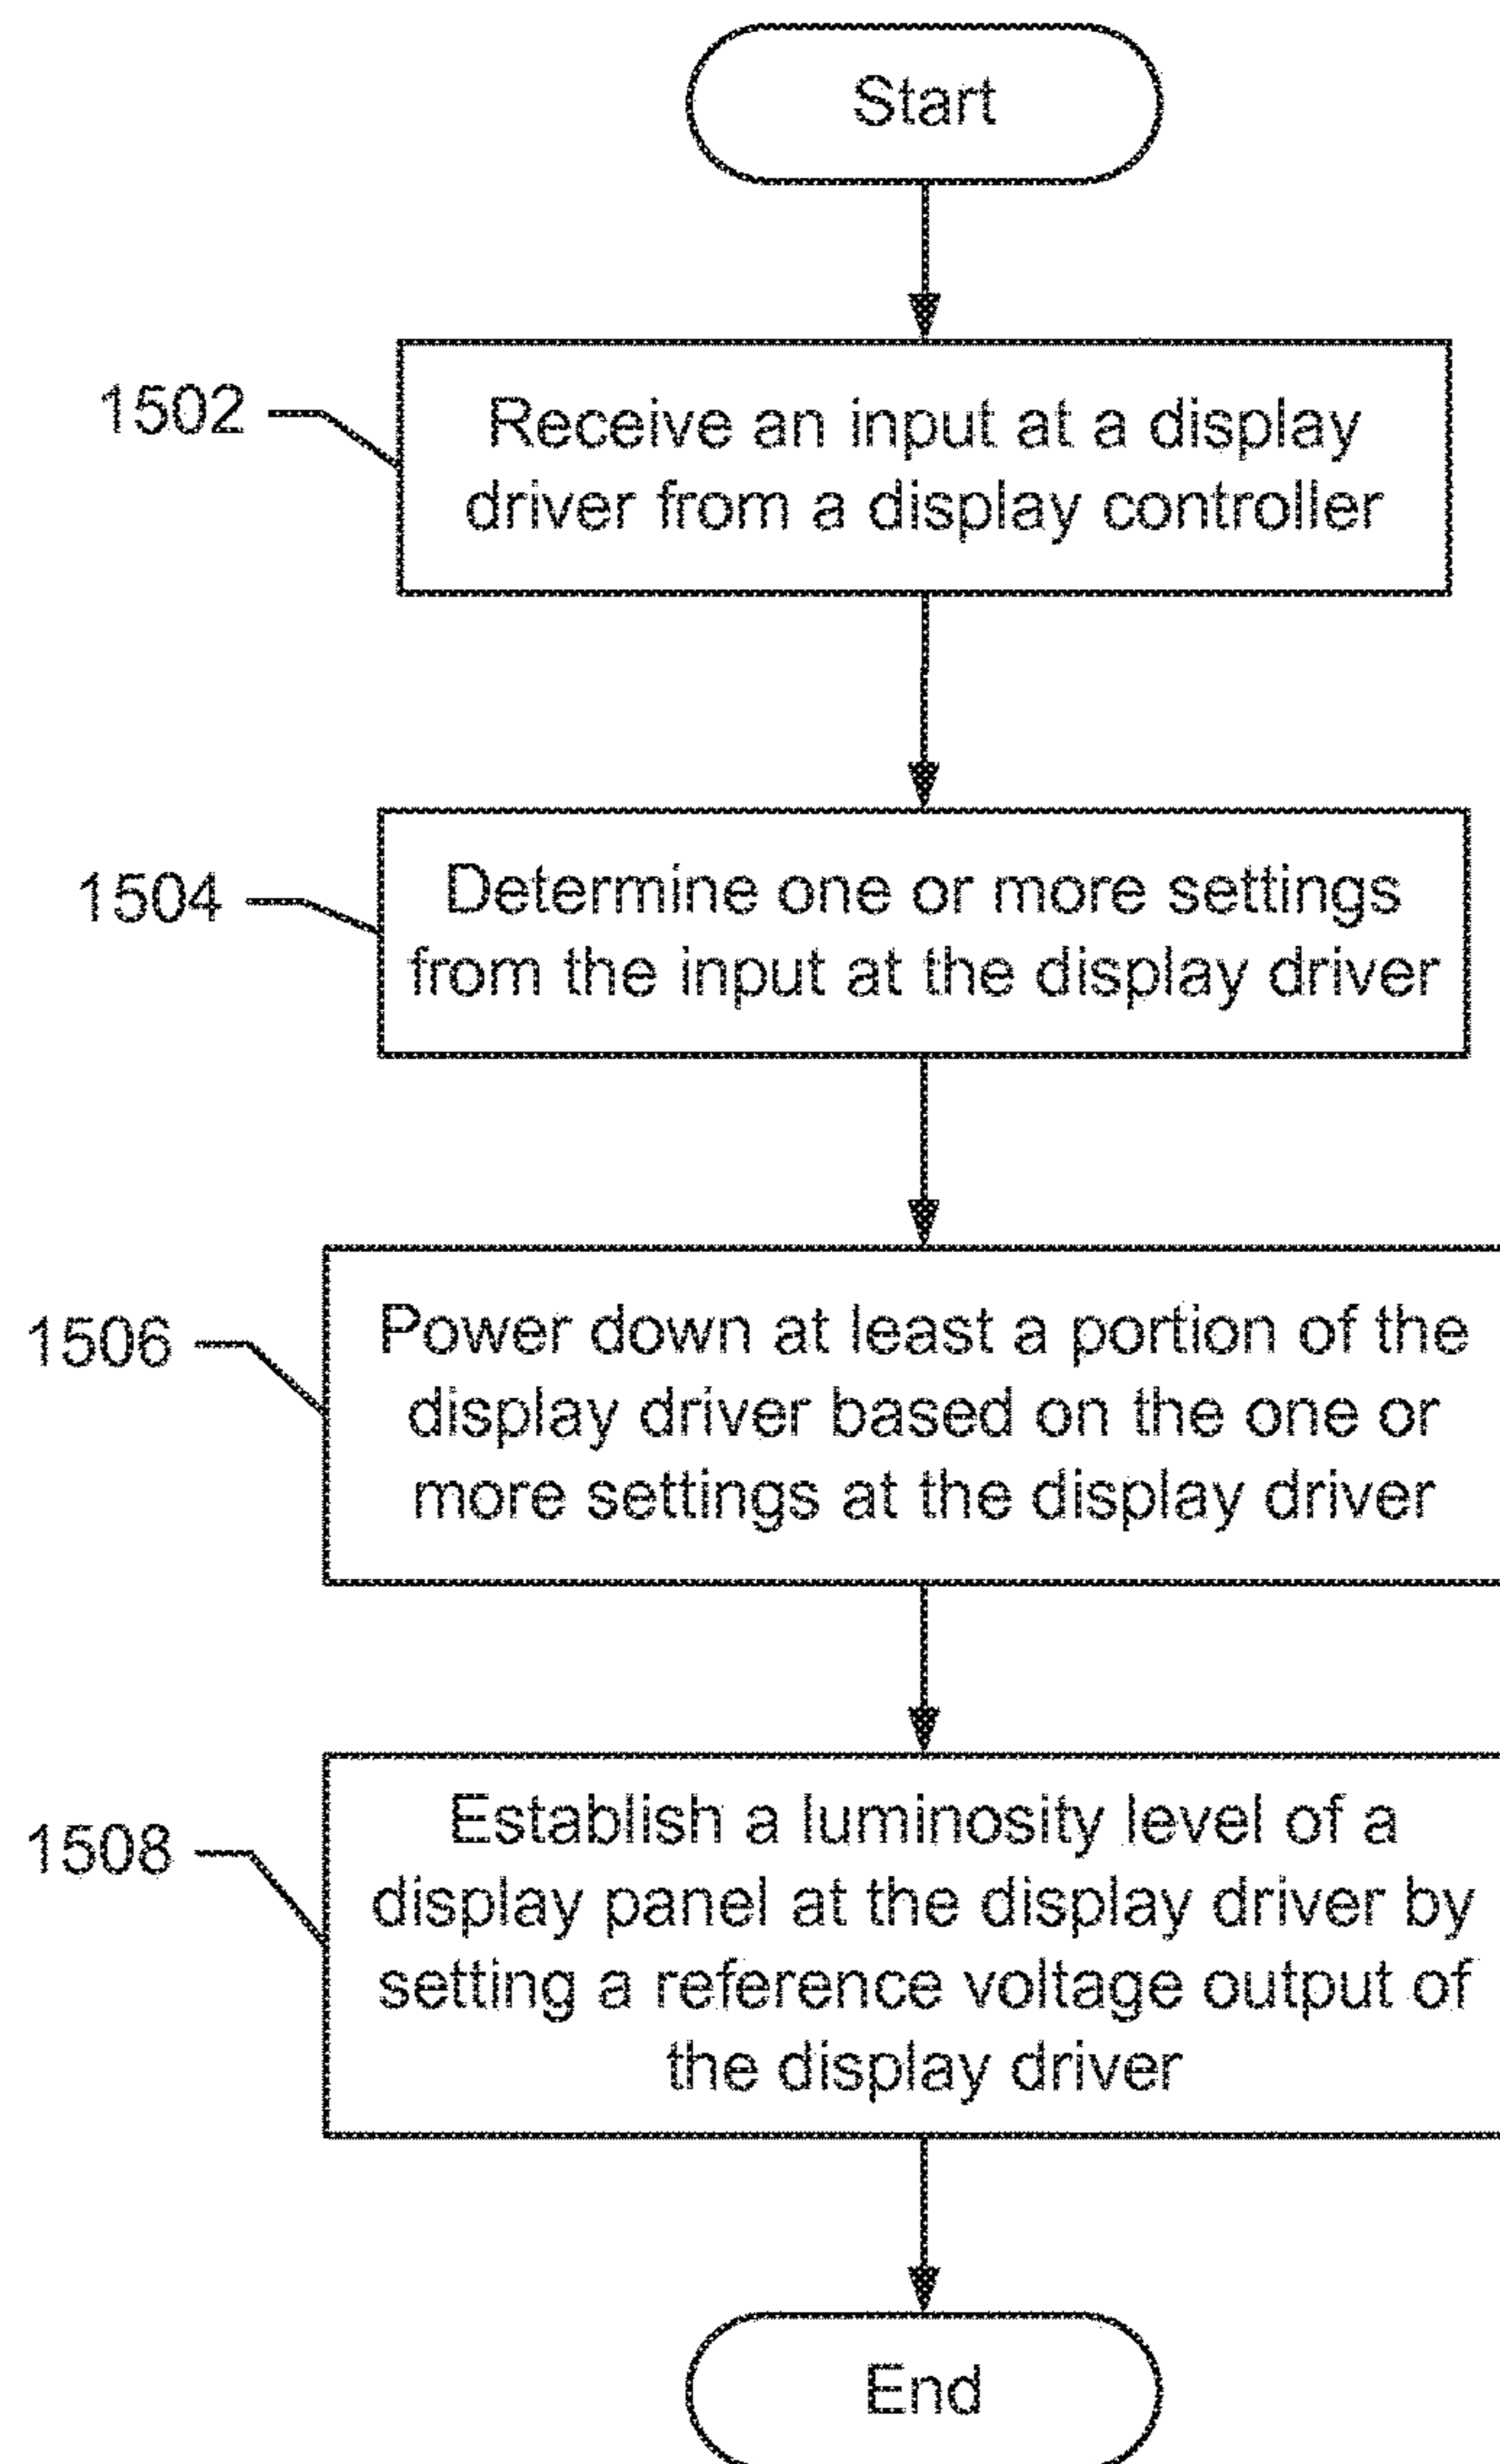 Start
1502
Receive an input at a display
driver from a display controller
1504
Determine one or more settings
from the input at the display driver
1506
Power down at least a portion of the
display driver based on the one or
more settings at the display driver
1508
Establish a luminosity level of a
display panel at the display driver by
setting a reference voltage output of
the display driver
End